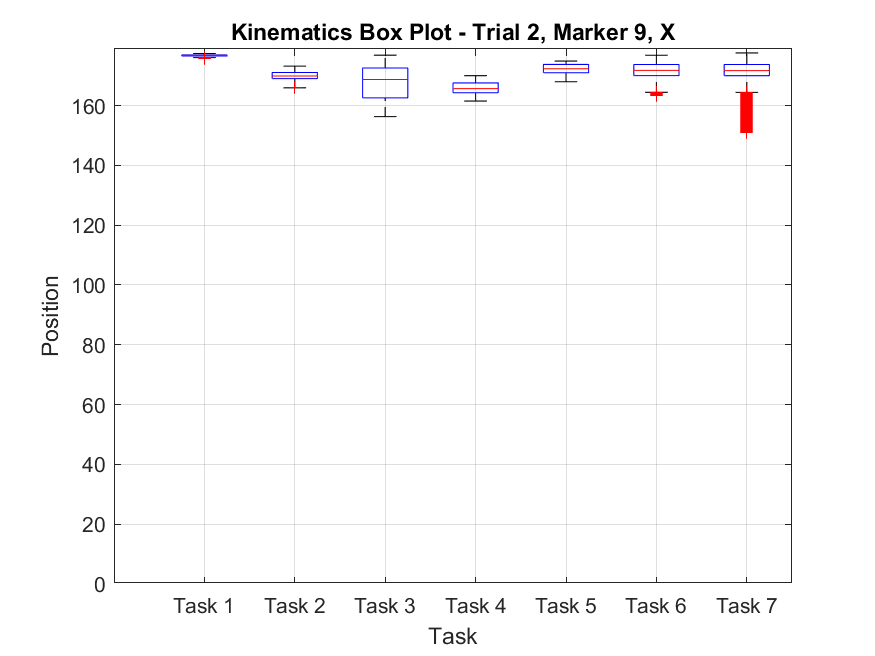 Kinematics Box Plot - Trial 2, Marker 9, X
Position
160
140
120
100
80
60
40
20
0
Task 1 Task 2 Task 3 Task 4 Task 5 Task 6 Task 7
Task